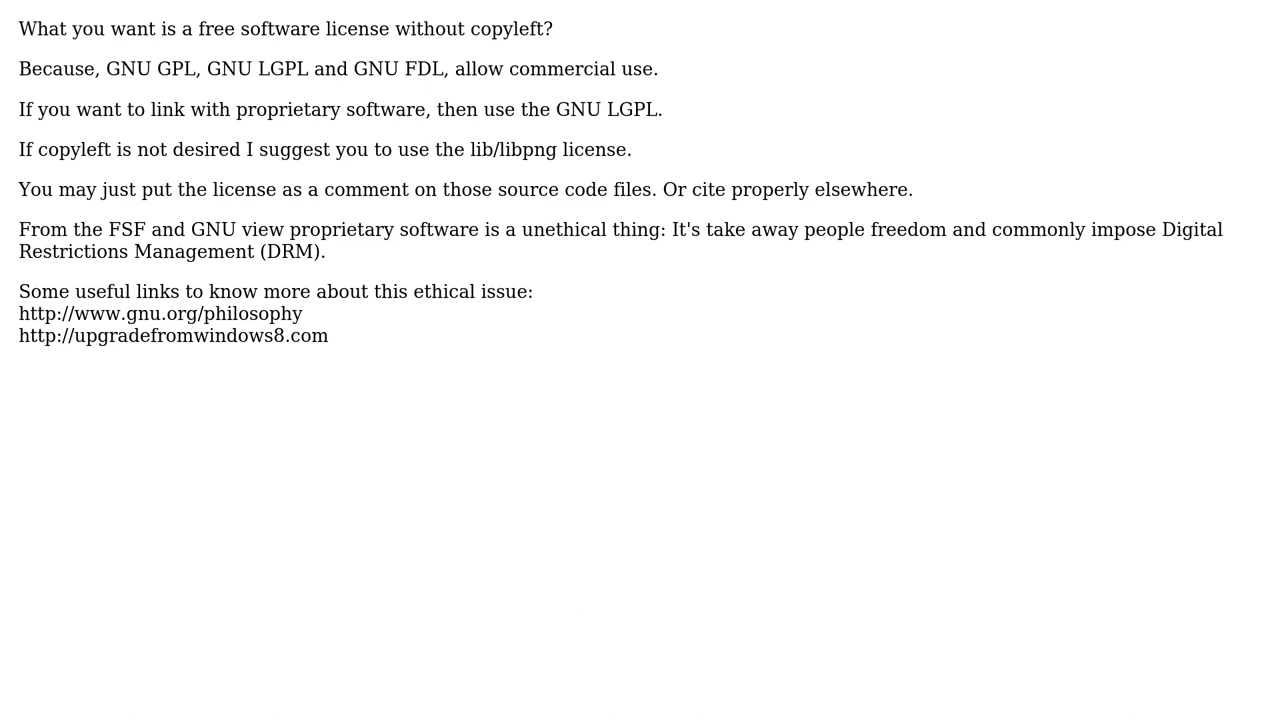 What you want is a free software license without copyleft?
Because, GNU GPL, GNU LGPL and GNU FDL, allow commercial use.
If you want to link with proprietary software, then use the GNU LGPL.
If copyleft is not desired I suggest you to use the lib/libpng license.
You may just put the license as a comment on those source code files. Or cite properly elsewhere.
From the FSF and GNU view proprietary software is a unethical thing: It's take away people freedom and commonly impose Digital
Restrictions Management (DRM).
Some useful links to know more about this ethical issue:
http://www.gnu.org/philosophy
http://upgradefromwindows8.com